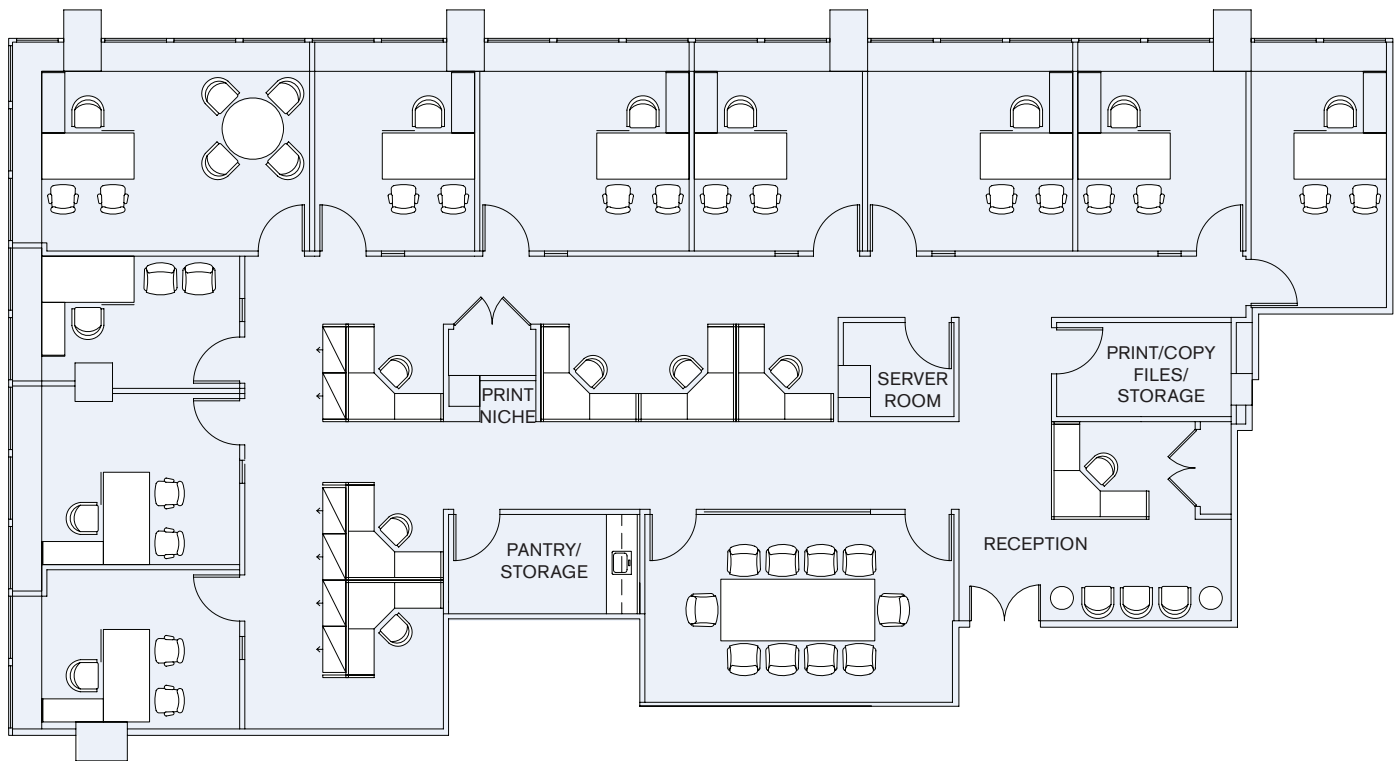 PRINT/COPY
FILES/
STORAGE
SERVER
ROOM
PRINT
NICHE
RECEPTION
PANTRY/
STORAGE